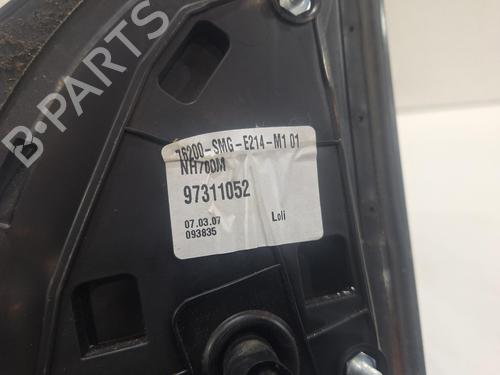 B-PARTS
76200-SMG-E214-M1 01
NH700M
97311052
07.03.07
Loli
093835